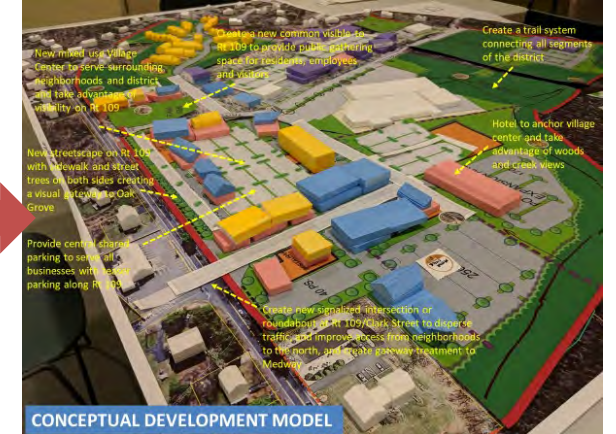 New mixed use Village
Center to serve surrounding
neighborhoods and district
and take advantage of
visibility on Rt 109
Create a new common visible to
Rt 109 to provide public gathering
space for residents, employees
and visitors
Create a trail system
connecting all segments
of the district
Hotel to anchor village
center and take
advantage of woods
and creek views
New streetscape on Rt 109
with sidewalk and street
trees on both sides creating
a visual gateway to Oak
Grove
Provide central shared
parking to serve all
businesses with teaser
parking along Rt 109
Create new signalized intersection or
roundabout at Rt 109/Clark Street to disperse
traffic, and improve access from neighborhoods
to the north, and create gateway treatment to
Medway
CONCEPTUAL DEVELOPMENT MODEL